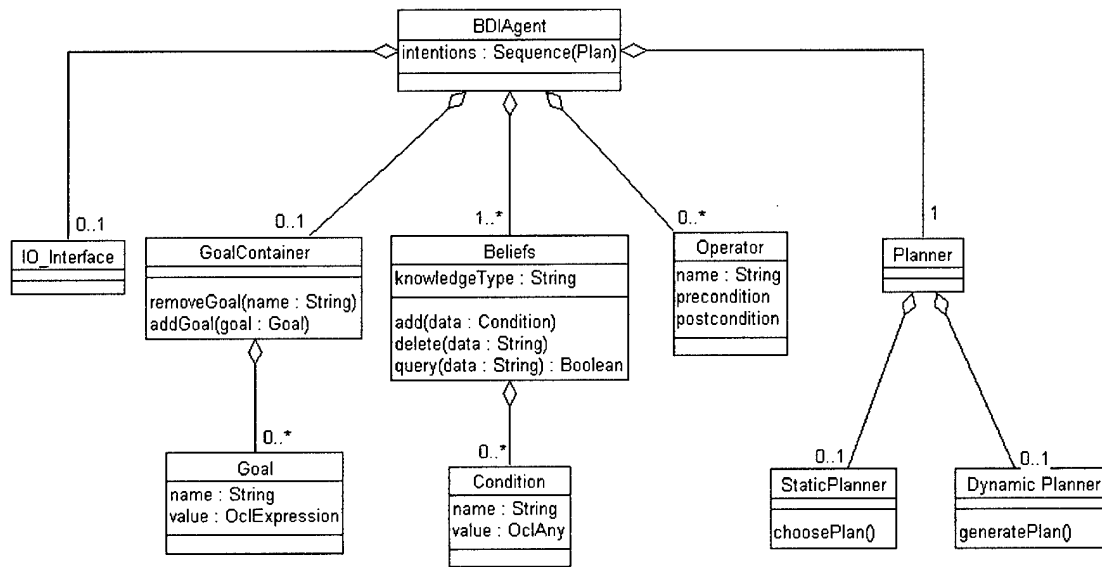 BDIAgent
intentions : Sequence(Plan)
0..1
0..1
1..*
0..*
1
IO_Interface
GoalContainer
removeGoal(name : String)
addGoal(goal : Goal)
Beliefs
knowledgeType : String
add(data : Condition)
delete(data : String)
query(data : String) : Boolean
Operator
name : String
precondition
postcondition
Planner
0..*
0..*
0..1
0..1
Goal
name : String
value : OclExpression
Condition
name : String
value : OclAny
StaticPlanner
choosePlan()
Dynamic Planner
generatePlan()